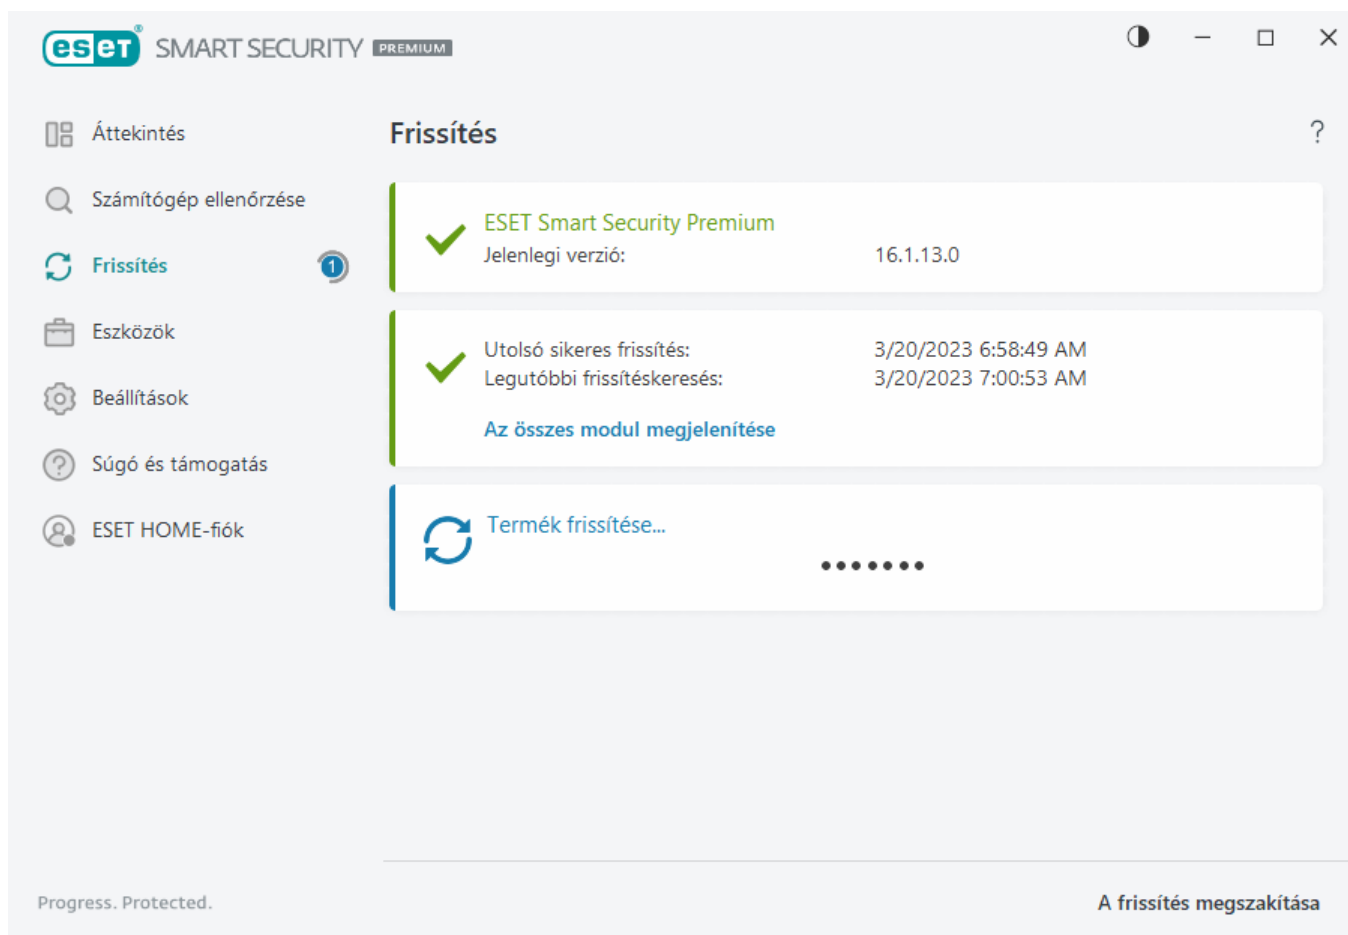 eset® SMART SECURITY PREMIUM
Áttekintés
Számítógép ellenőrzése
Frissítés 1
Eszközök
Beállítások
Súgó és támogatás
ESET HOME-fiók
Frissítés ?
ESET Smart Security Premium
Jelenlegi verzió: 16.1.13.0
Utolsó sikeres frissítés: 3/20/2023 6:58:49 AM
Legutóbbi frissítéskeresés: 3/20/2023 7:00:53 AM
Az összes modul megjelenítése
Termék frissítése...
Progress. Protected.
A frissítés megszakítása